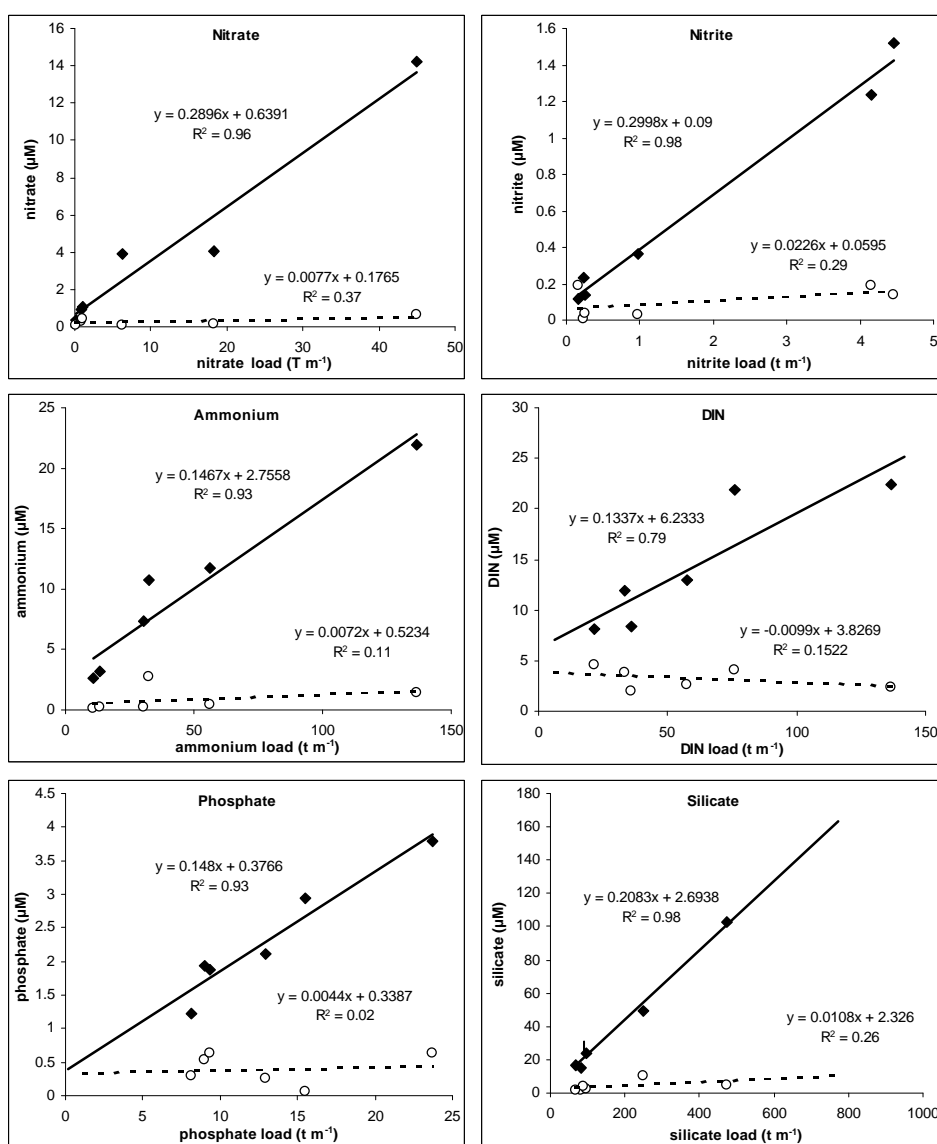 Nitrate
16
14
12
10
8
6
4
2
0
nitrate (µM)
y = 0.2896x + 0.6391
R² = 0.96
y = 0.0077x + 0.1765
R² = 0.37
0 10 20 30 40 50
nitrate load (T m⁻¹)
Nitrite
1.6
1.4
1.2
1
0.8
0.6
0.4
0.2
0
nitrite (µM)
y = 0.2998x + 0.09
R² = 0.98
y = 0.0226x + 0.0595
R² = 0.29
0 1 2 3 4 5
nitrite load (t m⁻¹)
Ammonium
25
20
15
10
5
0
ammonium (µM)
y = 0.1467x + 2.7558
R² = 0.93
y = 0.0072x + 0.5234
R² = 0.11
0 50 100 150
ammonium load (t m⁻¹)
DIN
30
25
20
15
10
5
0
DIN (µM)
y = 0.1337x + 6.2333
R² = 0.79
y = -0.0099x + 3.8269
R² = 0.1522
0 50 100 150
DIN load (t m⁻¹)
Phosphate
4.5
4
3.5
3
2.5
2
1.5
1
0.5
0
phosphate (µM)
y = 0.148x + 0.3766
R² = 0.93
y = 0.0044x + 0.3387
R² = 0.02
0 5 10 15 20 25
phosphate load (t m⁻¹)
Silicate
180
160
140
120
100
80
60
40
20
0
silicate (µM)
y = 0.2083x + 2.6938
R² = 0.98
y = 0.0108x + 2.326
R² = 0.26
0 200 400 600 800 1000
silicate load (t m⁻¹)